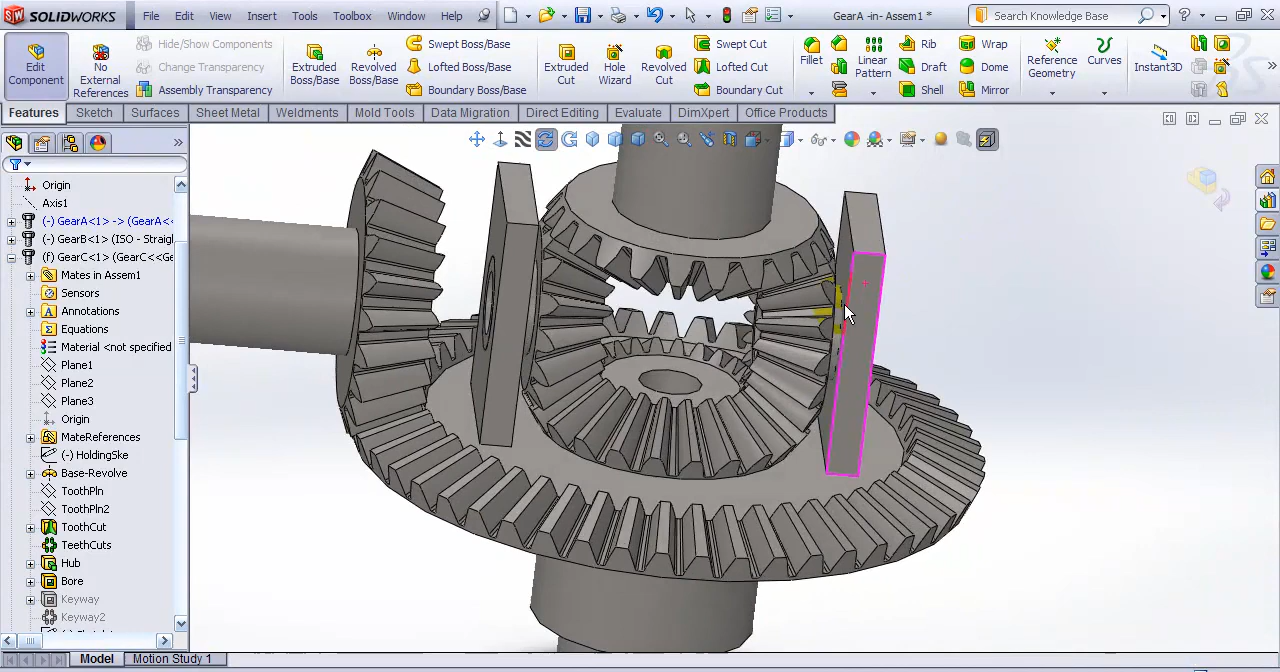 SOLIDWORKS File Edit View Insert Tools Toolbox Window Help GearA -in- Assem1 * Search Knowledge Base ?
Edit Component
No External References
Hide/Show Components
Change Transparency
Assembly Transparency
Extruded Boss/Base
Revolved Boss/Base
Swept Boss/Base
Lofted Boss/Base
Boundary Boss/Base
Extruded Cut
Hole Wizard
Revolved Cut
Swept Cut
Lofted Cut
Boundary Cut
Fillet
Linear Pattern
Rib
Draft
Shell
Wrap
Dome
Mirror
Reference Geometry
Curves
Instant3D
Features Sketch Surfaces Sheet Metal Weldments Mold Tools Data Migration Direct Editing Evaluate DimXpert Office Products
Origin
Axis1
(-) GearA<1> -> (GearA<
(-) GearB<1> (ISO - Straigl
(f) GearC<1> (GearC <
Mates in Assem1
Sensors
Annotations
Equations
Material <not specified
Plane1
Plane2
Plane3
Origin
MateReferences
(-) HoldingSke
Base-Revolve
ToothPln
ToothPln2
ToothCut
TeethCuts
Hub
Bore
Keyway
Keyway2
Model Motion Study 1